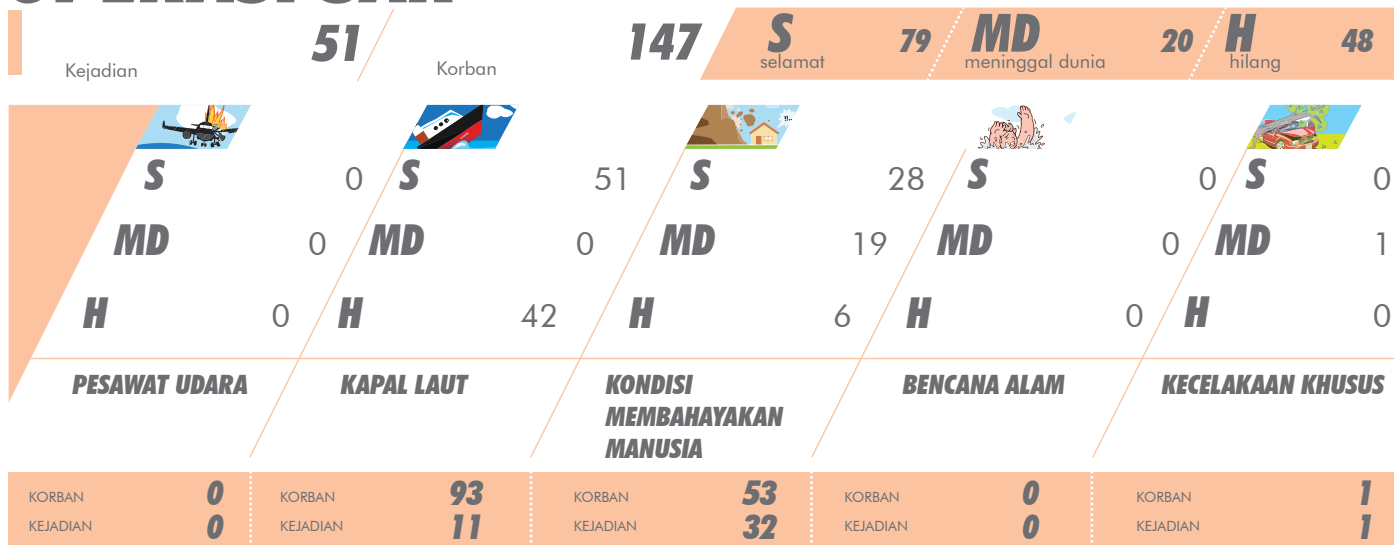 OPERASI SAR
Kejadian 51
Korban 147
S selamat 79
MD meninggal dunia 20
H hilang 48
!!..
S 0 S 51 S 28 S 0 S 0
MD 0 MD 0 MD 19 MD 0 MD 1
H 0 H 42 H 6 H 0 H 0
PESAWAT UDARA
KAPAL LAUT
KONDISI
MEMBAHAYAKAN
MANUSIA
BENCANA ALAM
KECELAKAAN KHUSUS
KORBAN 0 KORBAN 93 KORBAN 53 KORBAN 0 KORBAN 1
KEJADIAN 0 KEJADIAN 11 KEJADIAN 32 KEJADIAN 0 KEJADIAN 1